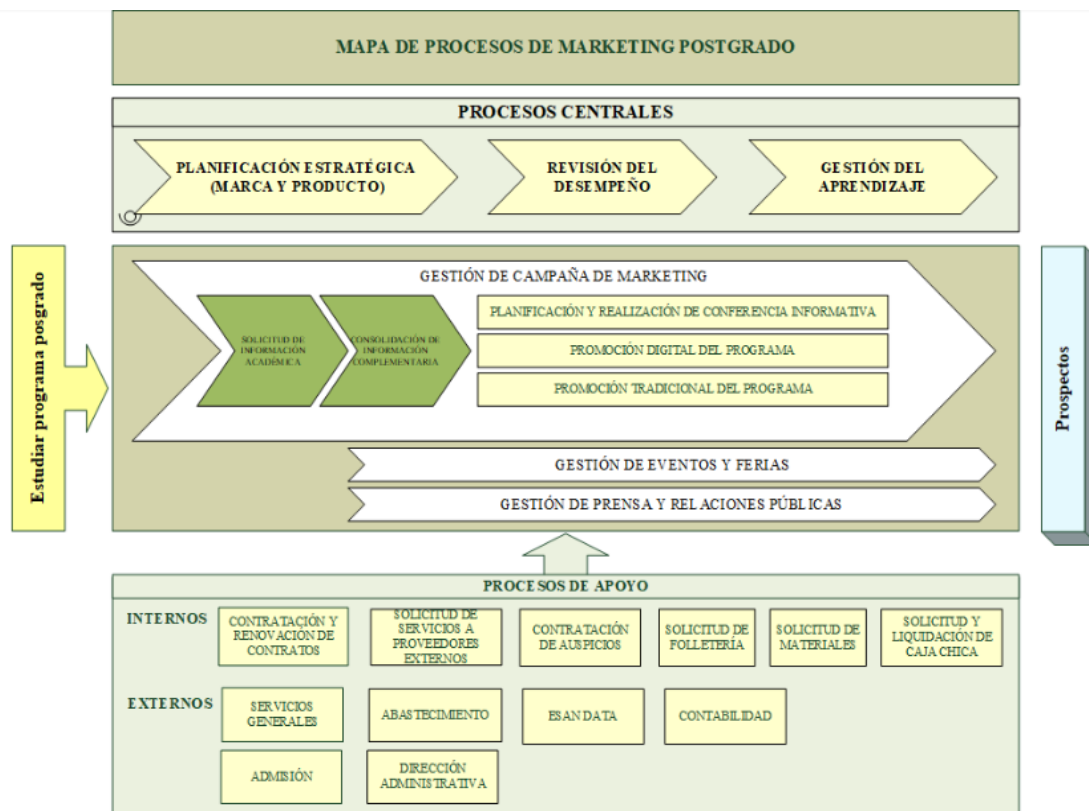 MAPA DE PROCESOS DE MARKETING POSTGRADO
PROCESOS CENTRALES
PLANIFICACIÓN ESTRATÉGICA
(MARCA Y PRODUCTO)
REVISIÓN DEL
DESEMPEÑO
GESTIÓN DEL
APRENDIZAJE
Estudiar programa posgrado
GESTIÓN DE CAMPAÑA DE MARKETING
SOLICITUD DE
INFORMACIÓN
ACADÉMICA
CONSOLIDACIÓN DE
INFORMACIÓN
COMPLEMENTARIA
PLANIFICACIÓN Y REALIZACIÓN DE CONFERENCIA INFORMATIVA
PROMOCIÓN DIGITAL DEL PROGRAMA
PROMOCIÓN TRADICIONAL DEL PROGRAMA
GESTIÓN DE EVENTOS Y FERIAS
GESTIÓN DE PRENSA Y RELACIONES PÚBLICAS
Prospectos
PROCESOS DE APOYO
INTERNOS
CONTRATACIÓN Y
RENOVACIÓN DE
CONTRATOS
SOLICITUD DE
SERVICIOS A
PROVEEDORES
EXTERNOS
CONTRATACIÓN
DE AUSPICIOS
SOLICITUD DE
FOLLETERÍA
SOLICITUD DE
MATERIALES
SOLICITUD Y
LIQUIDACIÓN DE
CAJA CHICA
EXTERNOS
SERVICIOS
GENERALES
ABASTECIMIENTO
ESAN DATA
CONTABILIDAD
ADMISIÓN
DIRECCIÓN
ADMINISTRATIVA